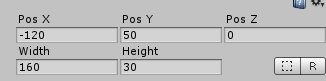 Pos X Pos Y Pos Z
-120 50 0
Width Height
160 30 R